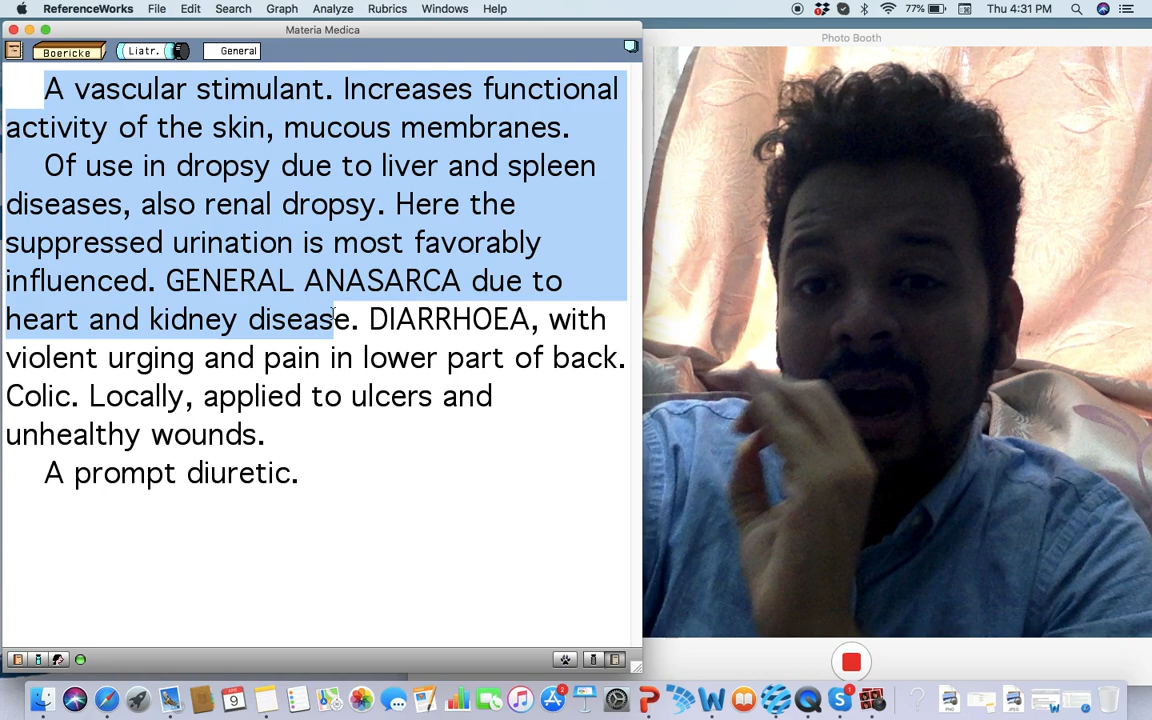 ReferenceWorks File Edit Search Graph Analyze Rubrics Windows Help 77% Thu 4:31 PM
Materia Medica
Photo Booth
Boericke Liatr. General
A vascular stimulant. Increases functional
activity of the skin, mucous membranes.
Of use in dropsy due to liver and spleen
diseases, also renal dropsy. Here the
suppressed urination is most favorably
influenced. GENERAL ANASARCA due to
heart and kidney disease. DIARRHOEA, with
violent urging and pain in lower part of back.
Colic. Locally, applied to ulcers and
unhealthy wounds.
A prompt diuretic.